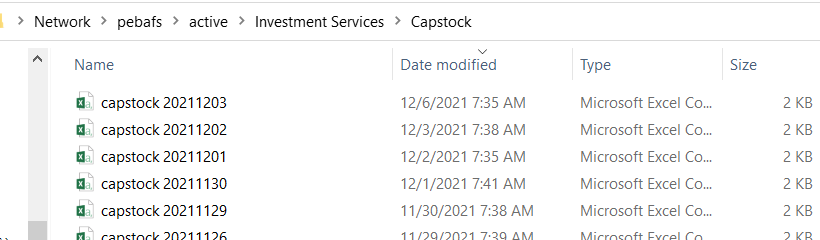 Network > pebafs > active > Investment Services > Capstock
Name Date modified Type Size
capstock 20211203 12/6/2021 7:35 AM Microsoft Excel Co... 2 KB
capstock 20211202 12/3/2021 7:38 AM Microsoft Excel Co... 2 KB
capstock 20211201 12/2/2021 7:35 AM Microsoft Excel Co... 2 KB
capstock 20211130 12/1/2021 7:41 AM Microsoft Excel Co... 2 KB
capstock 20211129 11/30/2021 7:38 AM Microsoft Excel Co... 2 KB
capstock 20211126 11/29/2021 7:39 AM Microsoft Excel Co... 2 KB